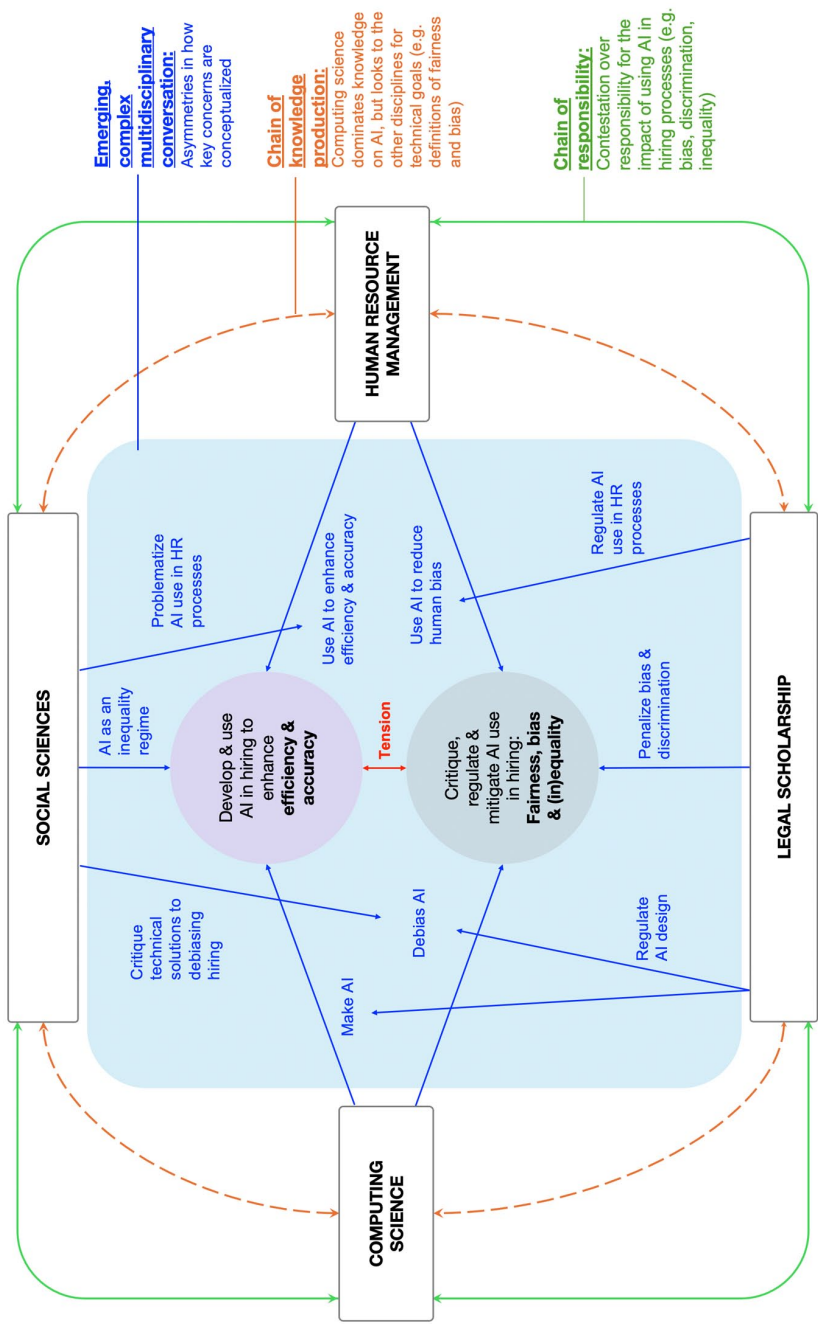 SOCIAL SCIENCES
Critique
technical
solutions to
debiasing
hiring
AI as an
inequality
regime
Problematize
AI use in HR
processes
Develop & use
AI in hiring to
enhance
efficiency &
accuracy
Tension
Critique,
regulate &
mitigate AI use
in hiring:
Fairness, bias
& (in)equality
Make AI
Debias AI
Use AI to enhance
efficiency & accuracy
Use AI to reduce
human bias
COMPUTING
SCIENCE
HUMAN RESOURCE
MANAGEMENT
Regulate
AI design
Penalize bias &
discrimination
Regulate AI
use in HR
processes
LEGAL SCHOLARSHIP
Emerging,
complex
multidisciplinary
conversation:
Asymmetries in how
key concerns are
conceptualized
Chain of
knowledge
production:
Computing science
dominates knowledge
on AI, but looks to the
other disciplines for
technical goals (e.g.
definitions of fairness
and bias)
Chain of
responsibility:
Contestation over
responsibility for the
impact of using AI in
hiring processes (e.g.
bias, discrimination,
inequality)